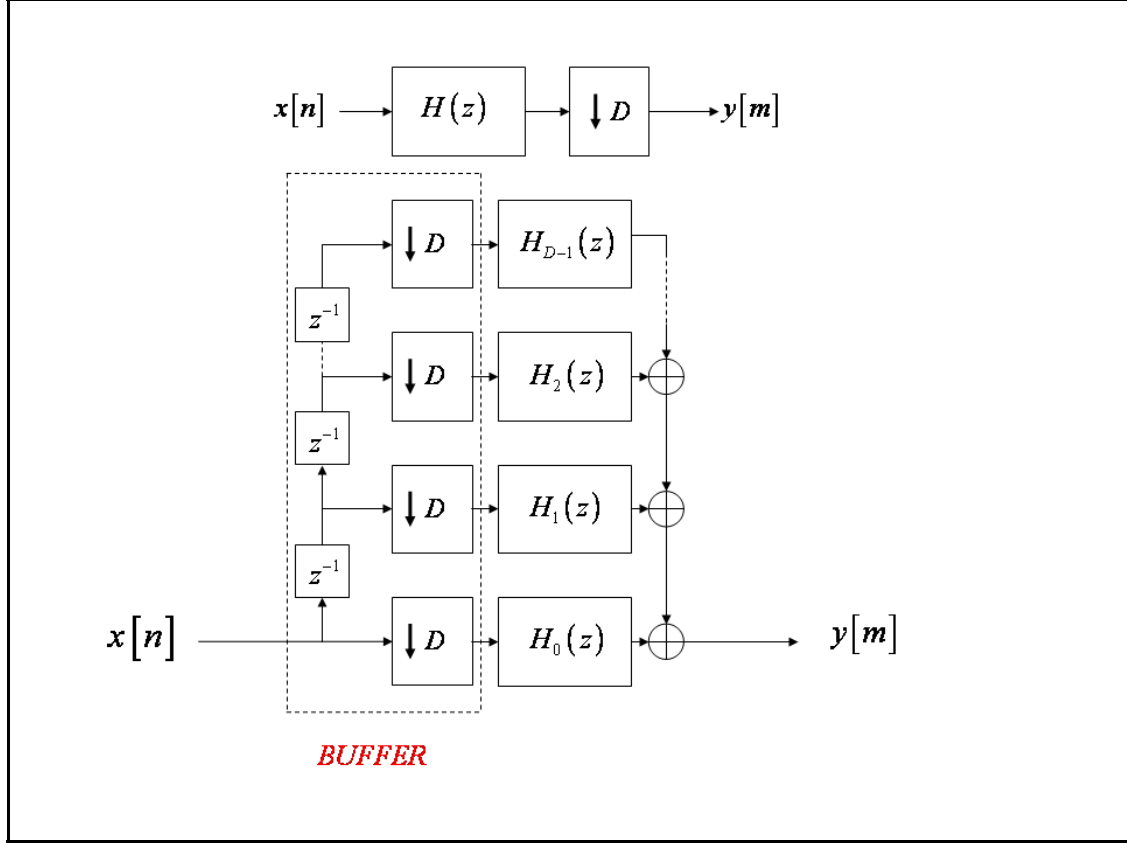 x[n] H(z) ↓ D y[m]
↓ D H_{D-1}(z)
z^{-1}
↓ D H_2(z)
z^{-1}
↓ D H_1(z)
z^{-1}
x[n] ↓ D H_0(z) y[m]
BUFFER